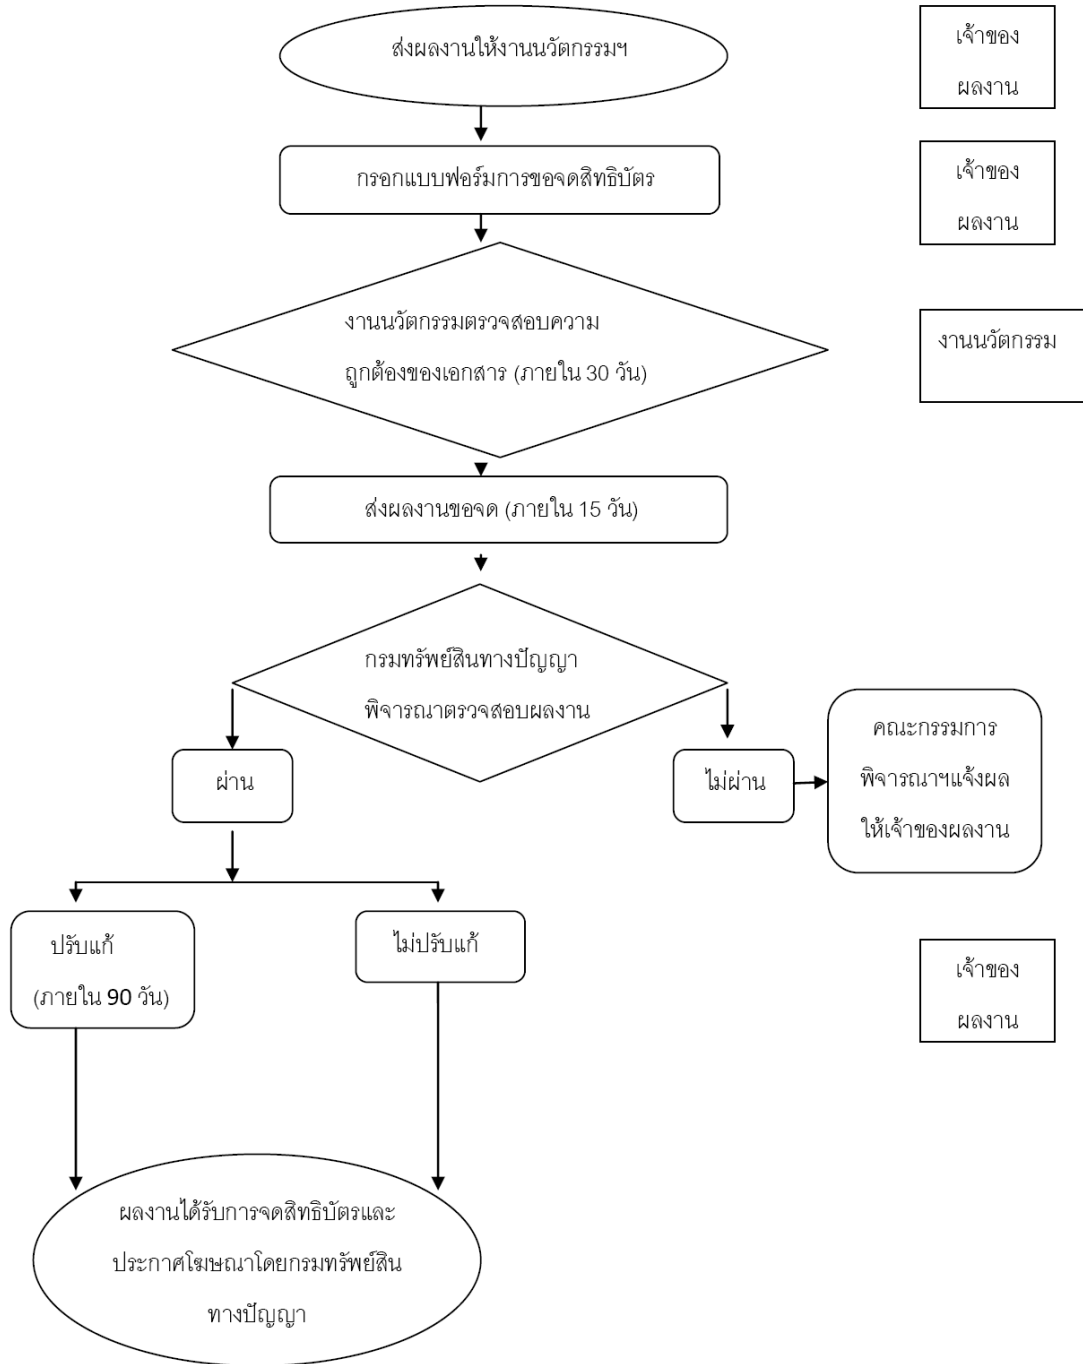 ส่งผลงานให้งานนวัตกรรมฯ
เจ้าของ
ผลงาน
กรอกแบบฟอร์มการขอจดสิทธิบัตร
เจ้าของ
ผลงาน
งานนวัตกรรมตรวจสอบความ
ถูกต้องของเอกสาร (ภายใน 30 วัน)
งานนวัตกรรม
ส่งผลงานขอจด (ภายใน 15 วัน)
กรมทรัพย์สินทางปัญญา
พิจารณาตรวจสอบผลงาน
ผ่าน
ไม่ผ่าน
คณะกรรมการ
พิจารณาฯแจ้งผล
ให้เจ้าของผลงาน
ปรับแก้
(ภายใน 90 วัน)
ไม่ปรับแก้
เจ้าของ
ผลงาน
ผลงานได้รับการจดสิทธิบัตรและ
ประกาศโฆษณาโดยกรมทรัพย์สิน
ทางปัญญา